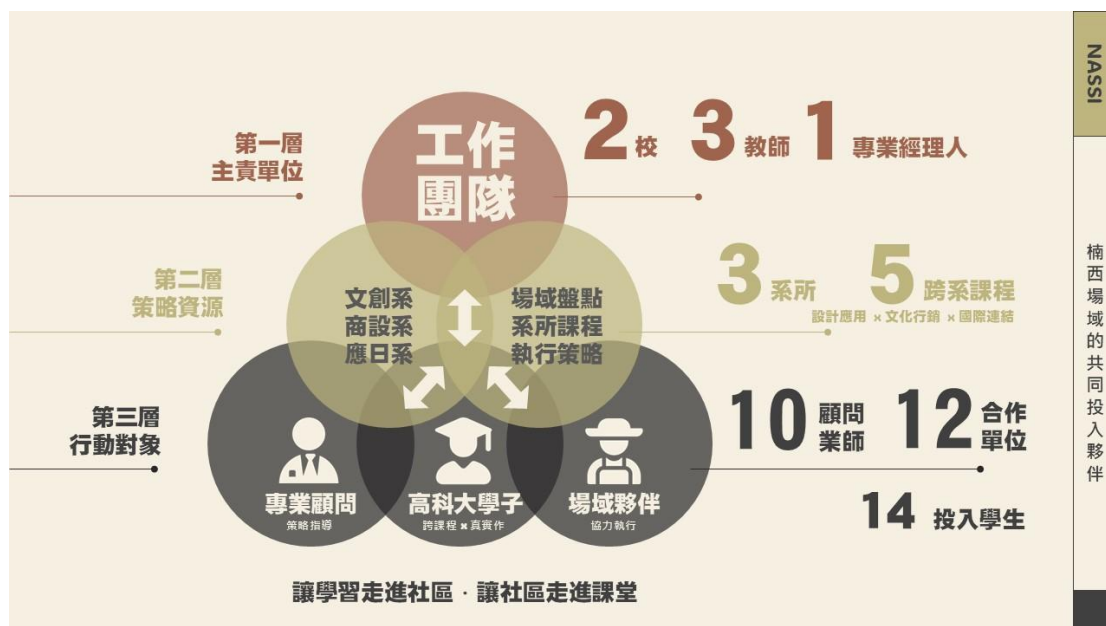 NASSI
楠西場域的共同投入夥伴
第一層
主責單位
工作
團隊
2校 3教師 1專業經理人
第二層
策略資源
文創系
商設系
應日系
場域盤點
系所課程
執行策略
3系所 5跨系課程
設計應用 × 文化行銷 × 國際連結
第三層
行動對象
專業顧問
策略指導
高科大學子
跨課程 × 真實作
場域夥伴
協力執行
10 顧問
業師
12 合作
單位
14 投入學生
讓學習走進社區 · 讓社區走進課堂